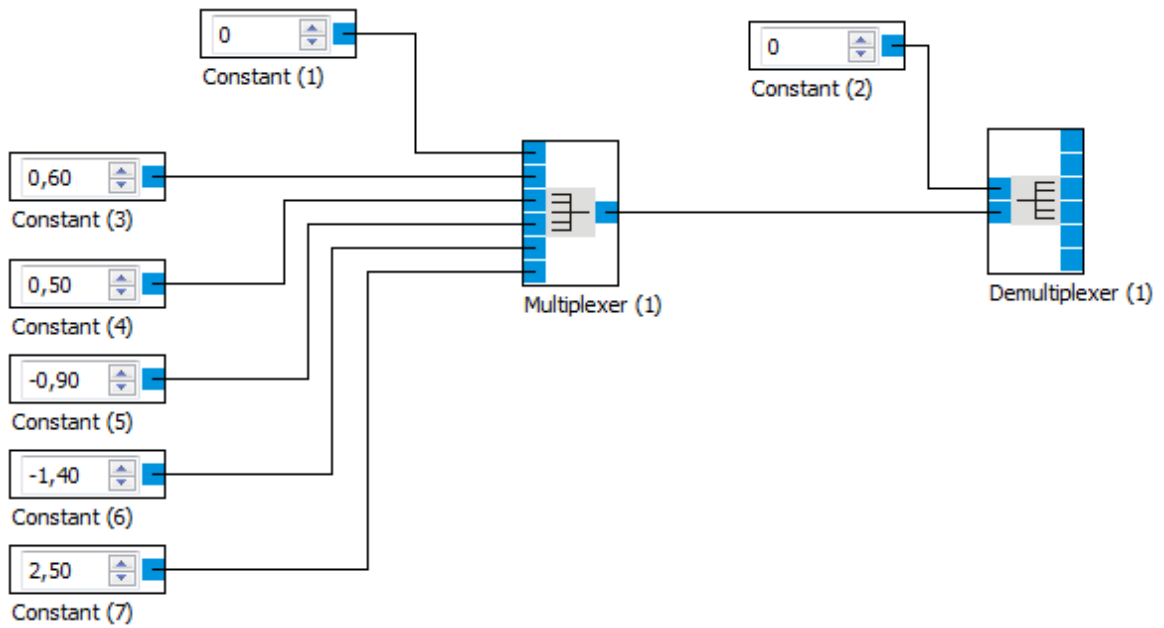 0
Constant (1)
0
Constant (2)
0,60
Constant (3)
0,50
Constant (4)
-0,90
Constant (5)
-1,40
Constant (6)
2,50
Constant (7)
Multiplexer (1)
Demultiplexer (1)